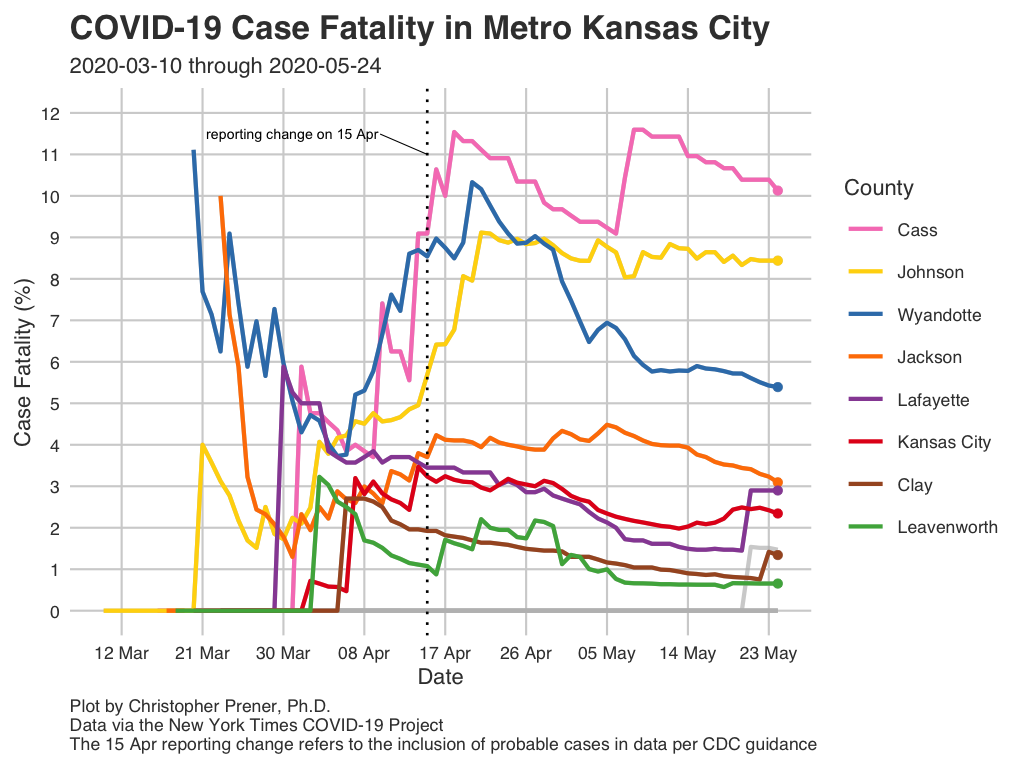 COVID-19 Case Fatality in Metro Kansas City
2020-03-10 through 2020-05-24
12
11
10
9
8
7
6
5
4
3
2
1
0
Case Fatality (%)
reporting change on 15 Apr
12 Mar
21 Mar
30 Mar
08 Apr
17 Apr
26 Apr
05 May
14 May
23 May
Date
County
Cass
Johnson
Wyandotte
Jackson
Lafayette
Kansas City
Clay
Leavenworth
Plot by Christopher Prener, Ph.D.
Data via the New York Times COVID-19 Project
The 15 Apr reporting change refers to the inclusion of probable cases in data per CDC guidance